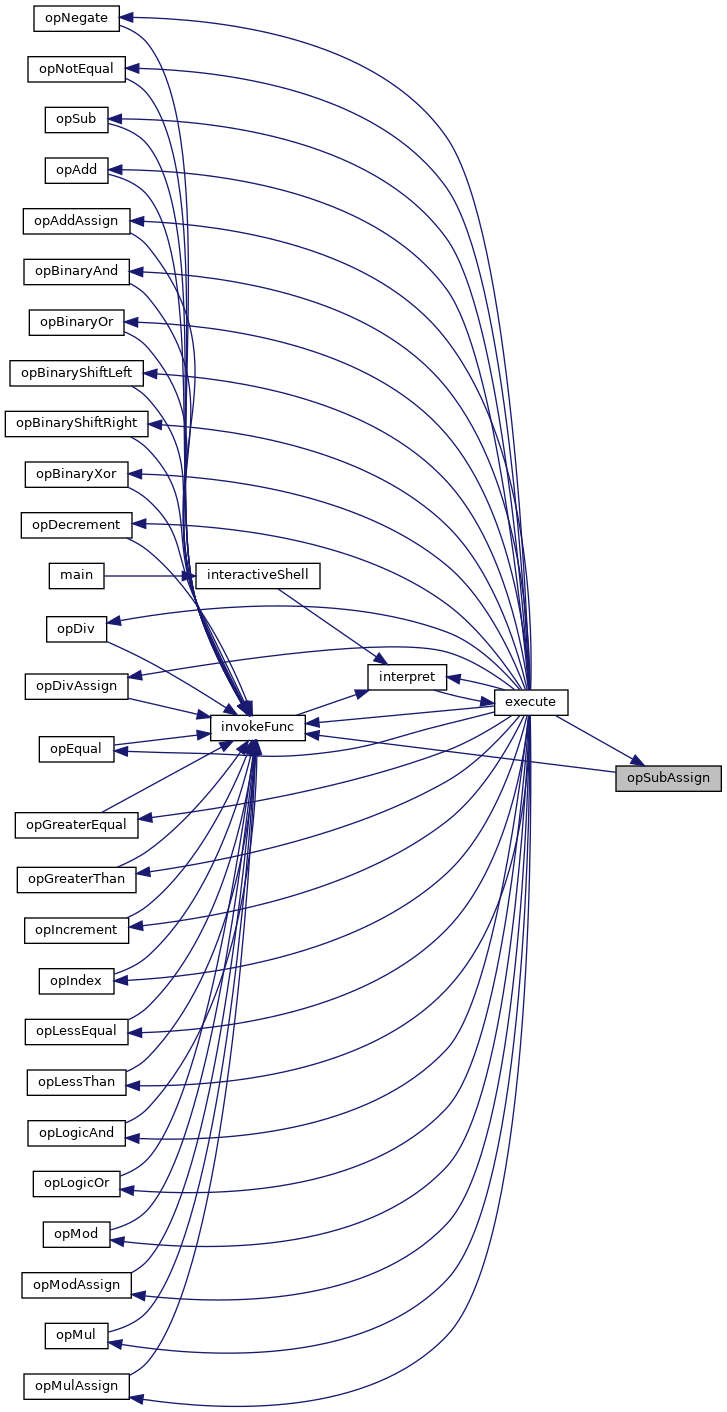 opNegate
opNotEqual
opSub
opAdd
opAddAssign
opBinaryAnd
opBinaryOr
opBinaryShiftLeft
opBinaryShiftRight
opBinaryXor
opDecrement
main
interactiveShell
opDiv
interpret
opDivAssign
execute
invokeFunc
opEqual
opSubAssign
opGreaterEqual
opGreaterThan
opIncrement
opIndex
opLessEqual
opLessThan
opLogicAnd
opLogicOr
opMod
opModAssign
opMul
opMulAssign